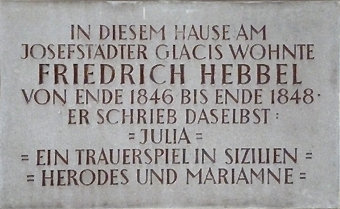 IN DIESEM HAUSE AM
JOSEFSTÄDTER GLACIS WOHNTE
FRIEDRICH HEBBEL
VON ENDE 1846 BIS ENDE 1848·
ER SCHRIEB DASELBST:
=JULIA=
=EIN TRAUERSPIEL IN SIZILIEN=
=HERODES UND MARIAMNE=